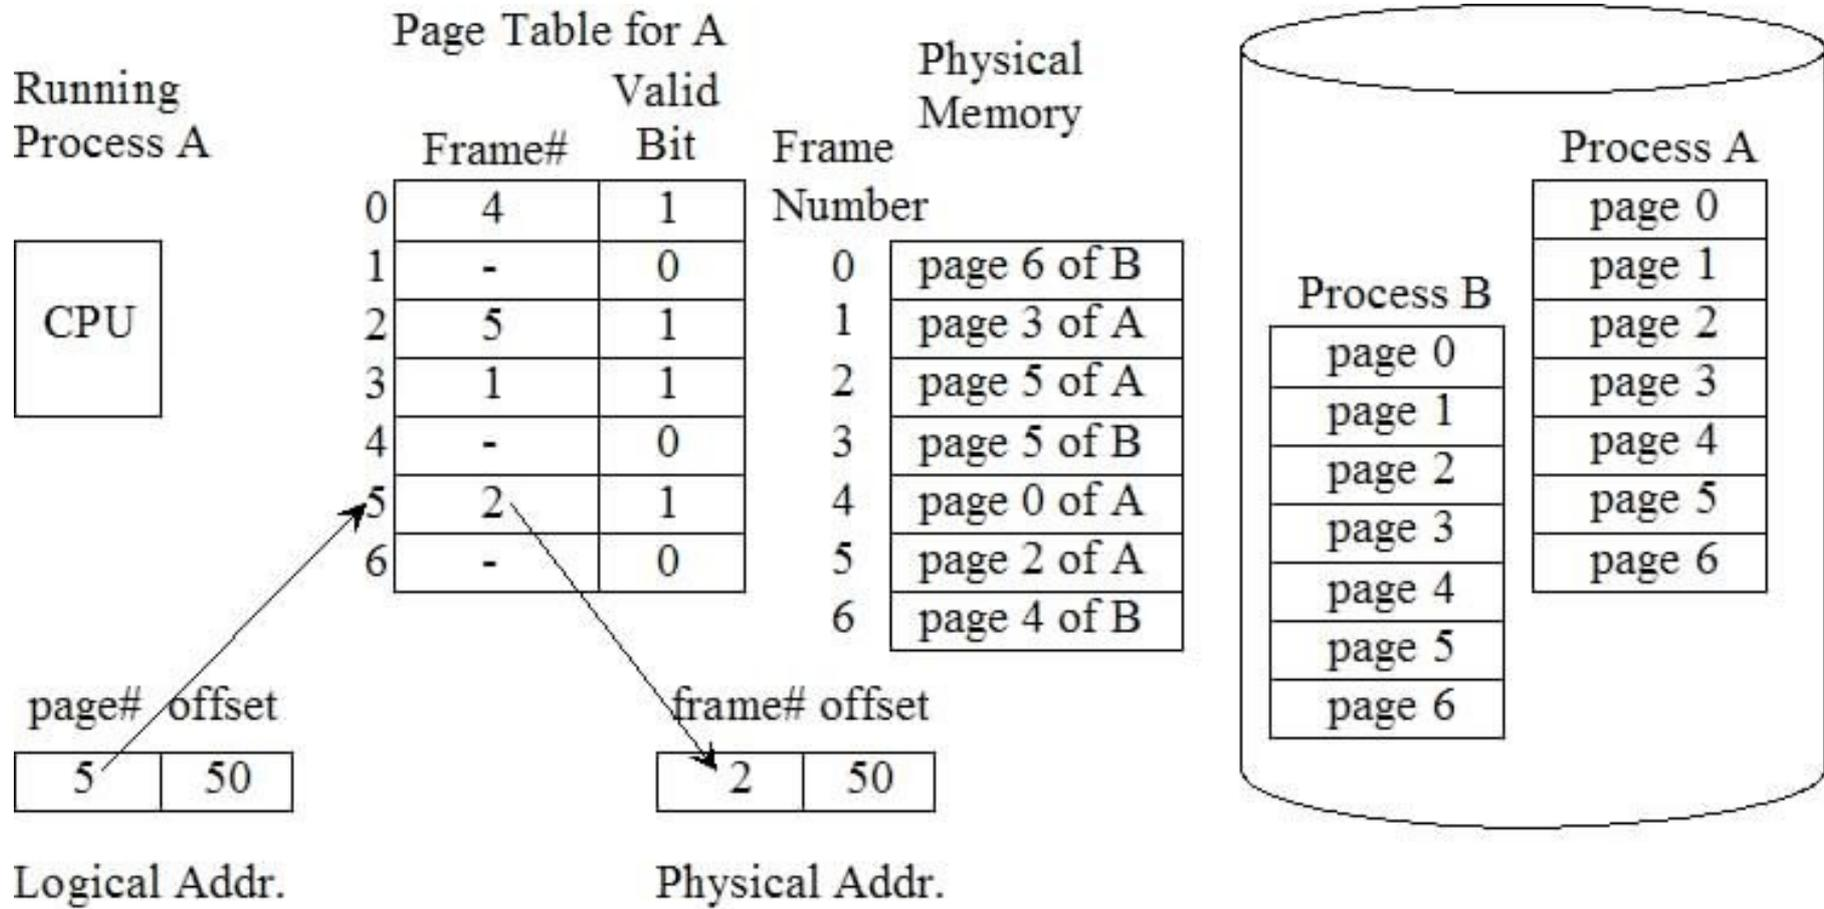 Page Table for A
Running
Process A
CPU
Frame# Valid
Bit
0 4 1
1 - 0
2 5 1
3 1 1
4 - 0
5 2 1
6 - 0
Physical
Memory
Frame
Number
0 page 6 of B
1 page 3 of A
2 page 5 of A
3 page 5 of B
4 page 0 of A
5 page 2 of A
6 page 4 of B
Process B
page 0
page 1
page 2
page 3
page 4
page 5
page 6
Process A
page 0
page 1
page 2
page 3
page 4
page 5
page 6
page# offset
5 50
Logical Addr.
frame# offset
2 50
Physical Addr.